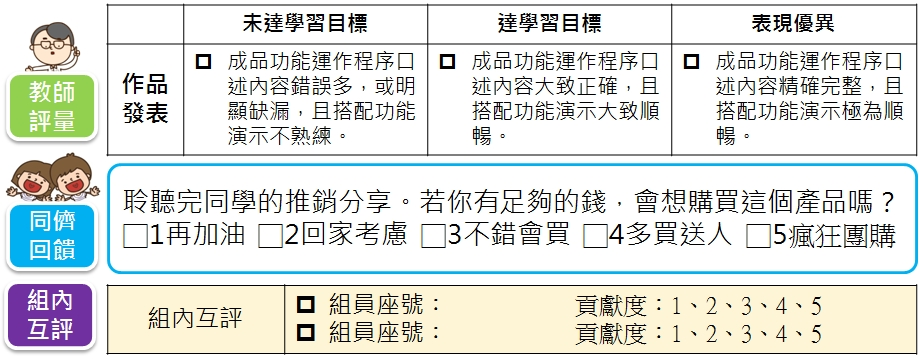 未達學習目標 達學習目標 表現優異
教師
評量
作品
發表
成品功能運作程序口
述內容錯誤多，或明
顯缺漏，且搭配功能
演示不熟練。
成品功能運作程序口
述內容大致正確，且
搭配功能演示大致順
暢。
成品功能運作程序口
述內容精確完整，且
搭配功能演示極為順
暢。
同儕
回饋
聆聽完同學的推銷分享。若你有足夠的錢，會想購買這個產品嗎？
□1再加油 □2回家考慮 □3不錯會買 □4多買送人 □5瘋狂團購
組內
互評
組內互評
組員座號： 貢獻度：1、2、3、4、5
組員座號： 貢獻度：1、2、3、4、5